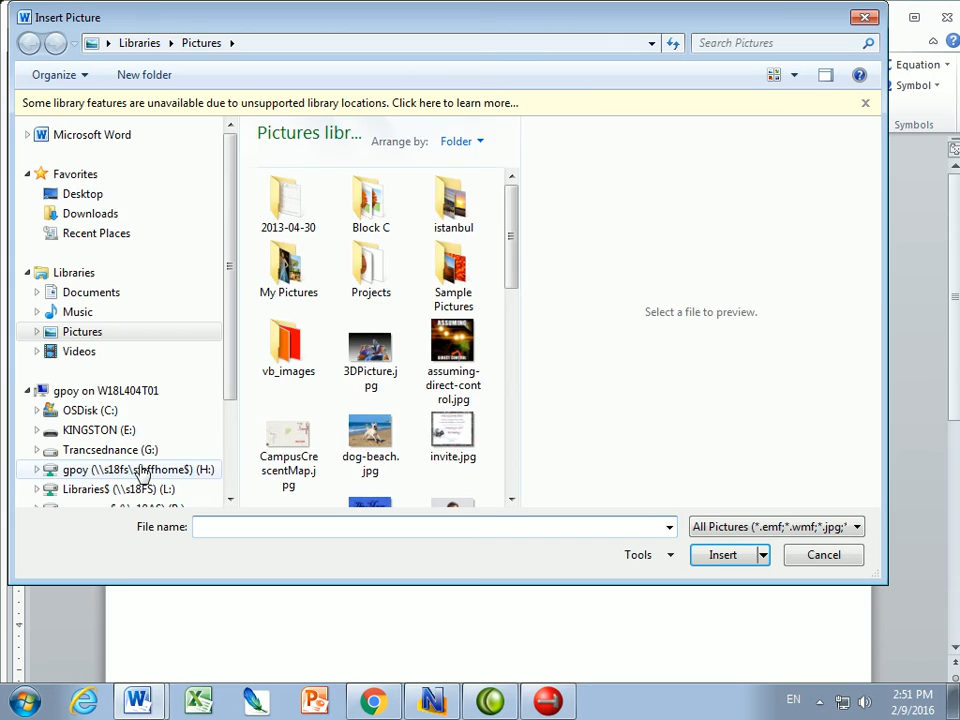 Insert Picture
Libraries Pictures
Search Pictures
Organize
New folder
Equation
Symbol
Symbols
Some library features are unavailable due to unsupported library locations. Click here to learn more...
Microsoft Word
Favorites
Desktop
Downloads
Recent Places
Libraries
Documents
Music
Pictures
Videos
gpoy on W18L404T01
OSDisk (C:)
KINGSTON (E:)
Trancsednance (G:)
gpoy (\\s18fs\ (H:)
Libraries$ (\\s18FS) (L:)
Pictures libr...
Arrange by: Folder
2013-04-30
Block C
istanbul
My Pictures
Projects
Sample
Pictures
vb_images
3DPicture.j
pg
ASSUMING
assuming-
direct-cont
rol.jpg
CampusCre
scentMap.j
pg
dog-beach.
jpg
invite.jpg
Select a file to preview.
File name:
All Pictures (*.emf;*.wmf;*.jpg;*
Tools
Insert
Cancel
EN
2:51 PM
2/9/2016